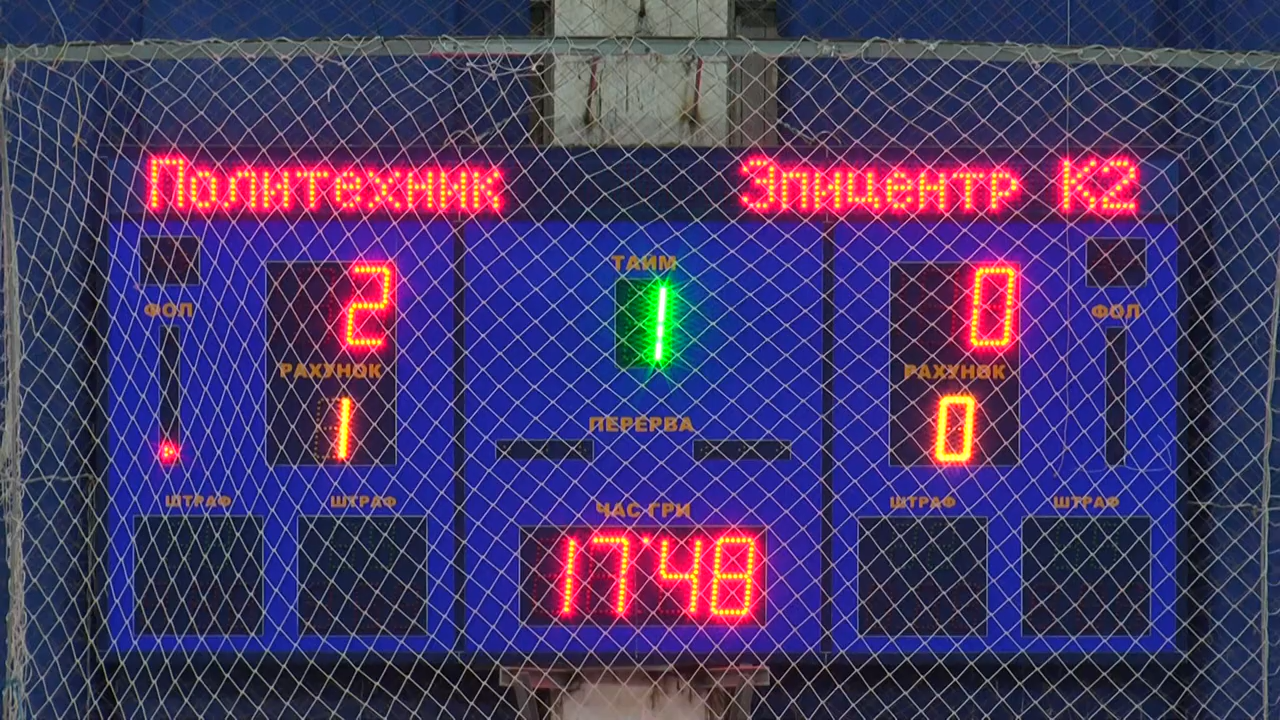 Политехник Эпицентр К2
ТАЙМ
2 1 0
ФОЛ ФОЛ
РАХУНОК РАХУНОК
1 0
ПЕРЕРВА
ШТРАФ ШТРАФ ЧАС ГРИ ШТРАФ ШТРАФ
17:48